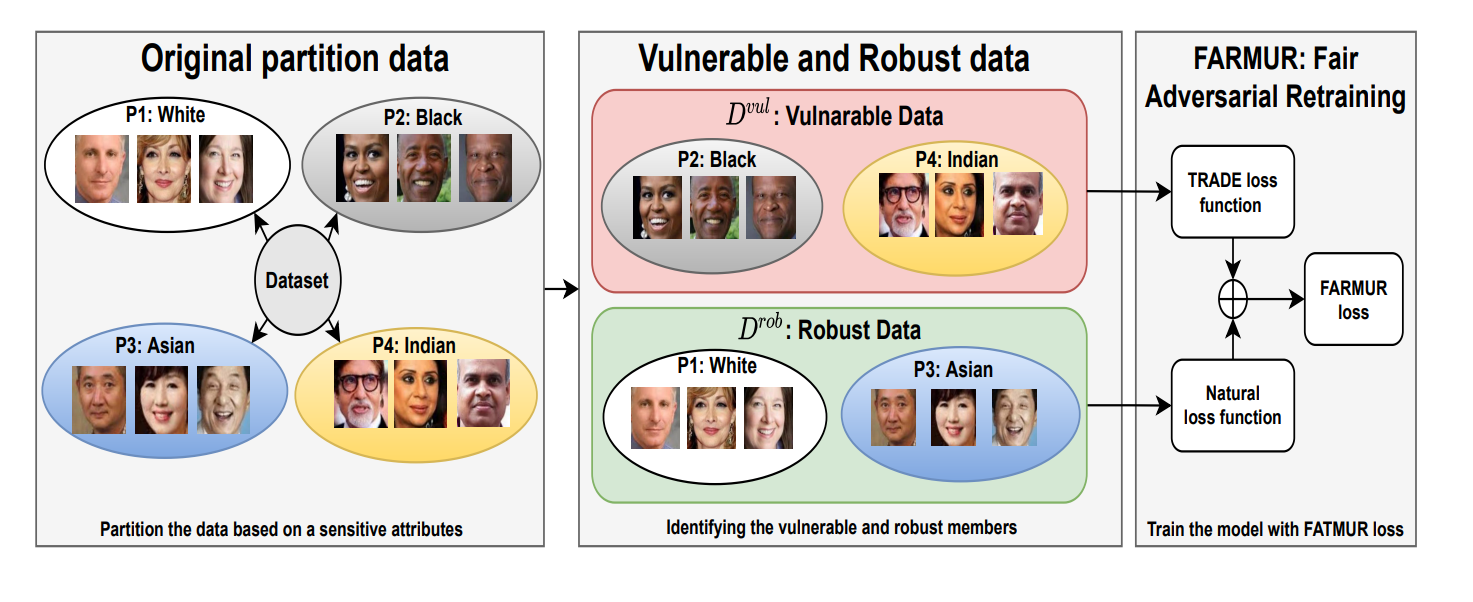 Original partition data
P1: White
P2: Black
Dataset
P3: Asian
P4: Indian
Partition the data based on a sensitive attributes
Vulnerable and Robust data
D^{vul} : Vulnarable Data
P2: Black
P4: Indian
D^{rob} : Robust Data
P1: White
P3: Asian
Identifying the vulnerable and robust members
FARMUR: Fair
Adversarial Retraining
TRADE loss
function
FARMUR
loss
Natural
loss function
Train the model with FATMUR loss